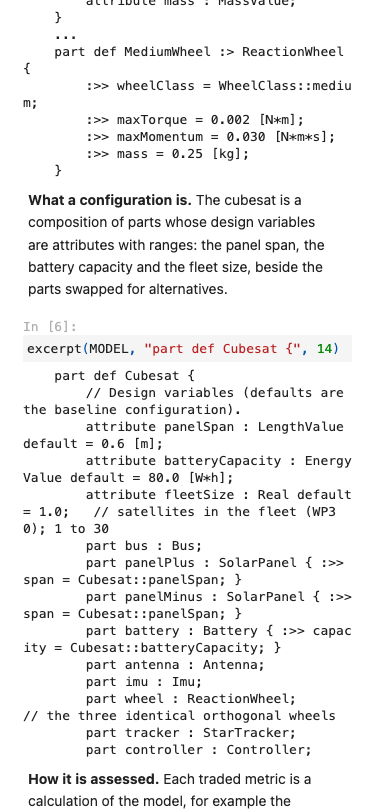 attribute mass : MassValue;
}
...
part def MediumWheel :> ReactionWheel
{
:>> wheelClass = WheelClass::mediu
m;
:>> maxTorque = 0.002 [N*m];
:>> maxMomentum = 0.030 [N*m*s];
:>> mass = 0.25 [kg];
}
What a configuration is. The cubesat is a
composition of parts whose design variables
are attributes with ranges: the panel span, the
battery capacity and the fleet size, beside the
parts swapped for alternatives.
In [6]:
excerpt(MODEL, "part def Cubesat {", 14)
part def Cubesat {
// Design variables (defaults are
the baseline configuration).
attribute panelSpan : LengthValue
default = 0.6 [m];
attribute batteryCapacity : Energy
Value default = 80.0 [W*h];
attribute fleetSize : Real default
= 1.0;   // satellites in the fleet (WP3
0); 1 to 30
part bus : Bus;
part panelPlus : SolarPanel { :>>
span = Cubesat::panelSpan; }
part panelMinus : SolarPanel { :>>
span = Cubesat::panelSpan; }
part battery : Battery { :>> capac
ity = Cubesat::batteryCapacity; }
part antenna : Antenna;
part imu : Imu;
part wheel : ReactionWheel;
// the three identical orthogonal wheels
part tracker : StarTracker;
part controller : Controller;
How it is assessed. Each traded metric is a
calculation of the model, for example the